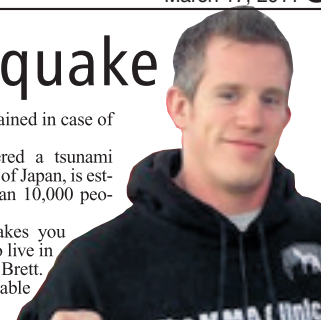 March 17, 2011
quake
ained in case of
ered a tsunami
of Japan, is est-
an 10,000 peo-
akes you
o live in
Brett.
able